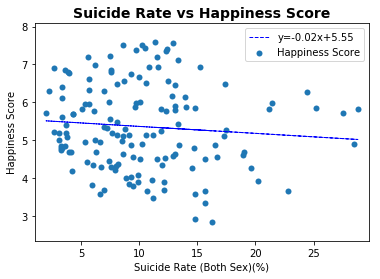 Suicide Rate vs Happiness Score
y=-0.02x+5.55
Happiness Score
8
7
6
5
4
3
Happiness Score
5
10
15
20
25
Suicide Rate (Both Sex)(%)